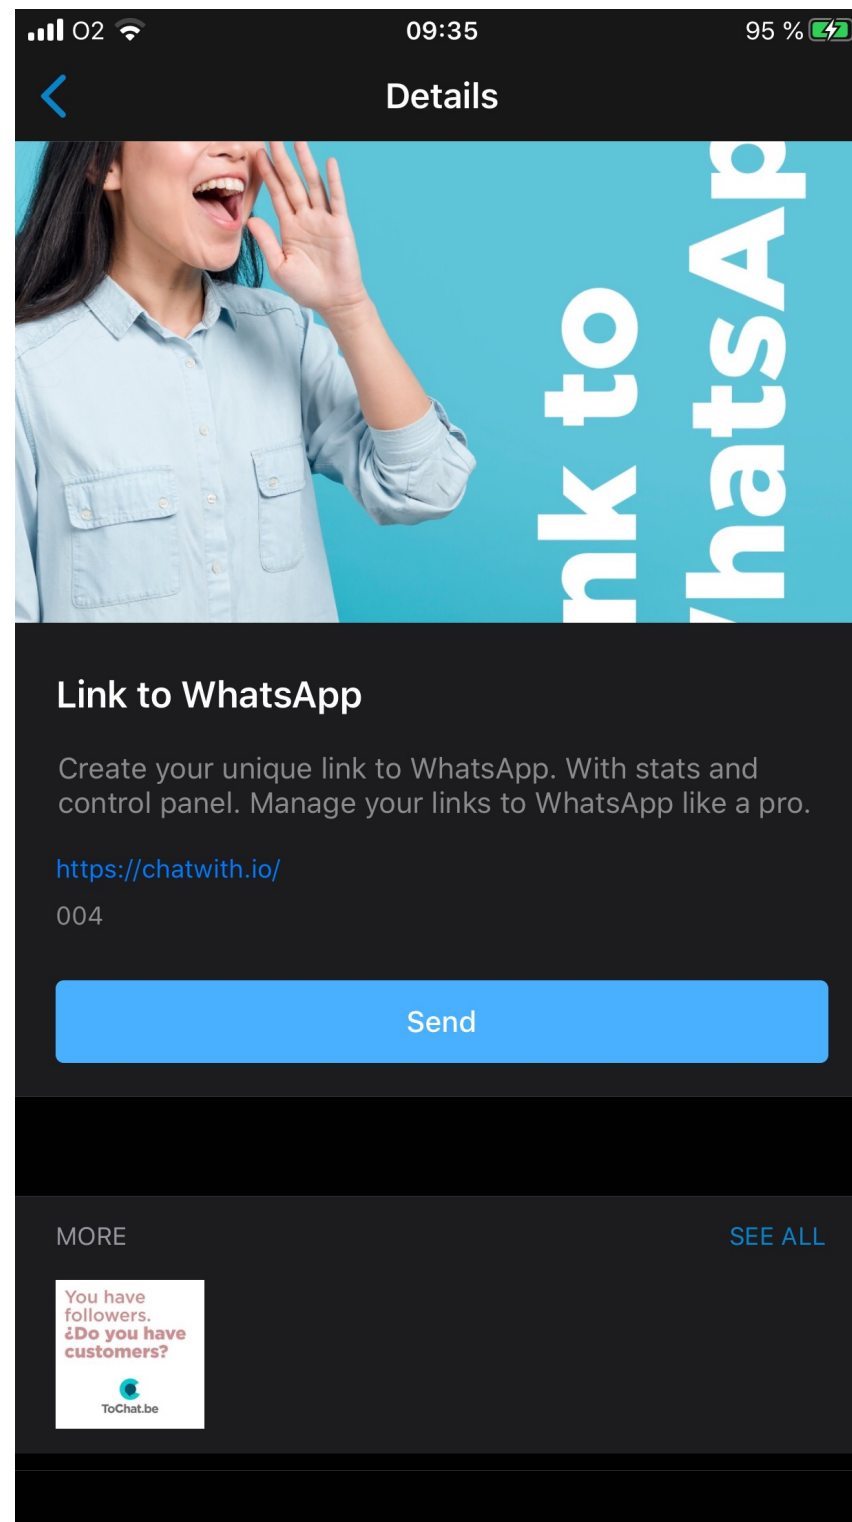 O2
09:35
95 %
Details
nk to
hatsAp
Link to WhatsApp
Create your unique link to WhatsApp. With stats and
control panel. Manage your links to WhatsApp like a pro.
https://chatwith.io/
004
Send
MORE
SEE ALL
You have
followers.
¿Do you have
customers?
ToChat.be